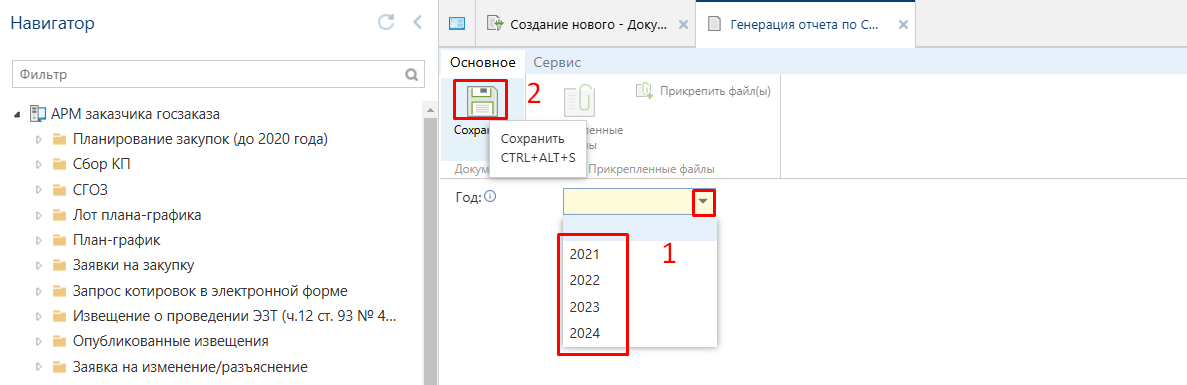 Навигатор
Фильтр
АРМ заказчика госзаказа
Планирование закупок (до 2020 года)
Сбор КП
СГОЗ
Лот плана-графика
План-график
Заявки на закупку
Запрос котировок в электронной форме
Извещение о проведении ЭЗТ (ч.12 ст. 93 № 4...
Опубликованные извещения
Заявка на изменение/разъяснение
Создание нового - Доку...
Генерация отчета по С...
Основное Сервис
2
Прикрепить файл(ы)
Сохранить
CTRL+ALT+S
Прикрепленные файлы
Год:
1
2021
2022
2023
2024